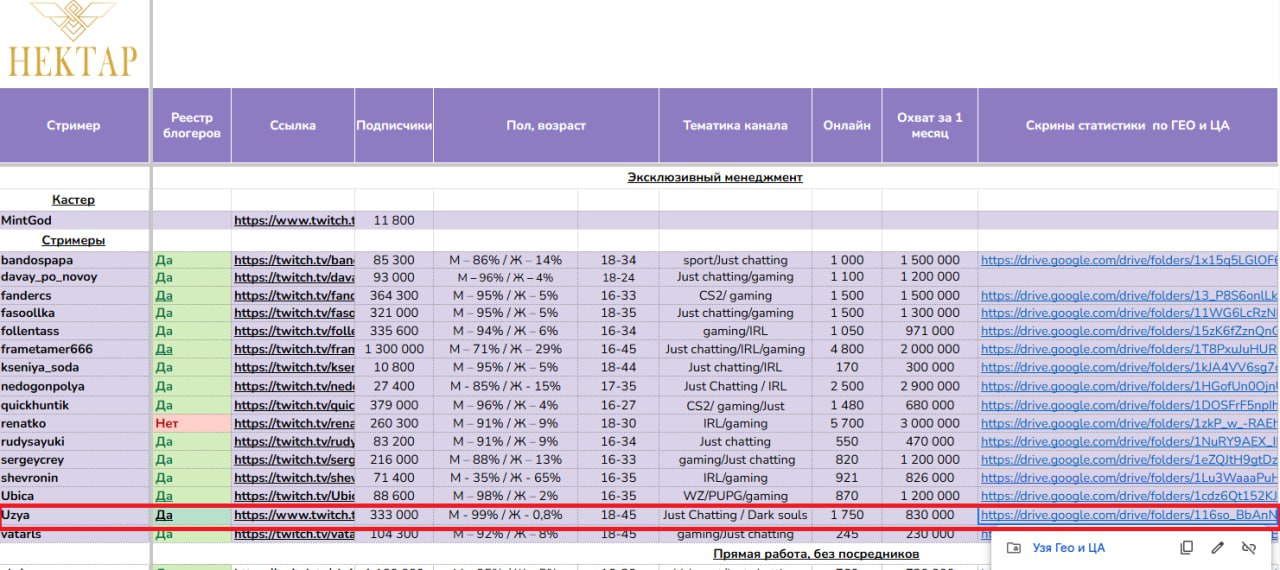 НЕКТАР
Стример Реестр блогеров Ссылка Подписчики Пол, возраст Тематика канала Онлайн Охват за 1 месяц Скрины статистики по ГЕО и ЦА
Эксклюзивный менеджмент
Кастер
MintGod https://www.twitch.t 11 800
Стримеры
bandospapa Да https://twitch.tv/ban 85 300 М – 86% / Ж – 14% 18-34 sport/Just chatting 1 000 1 500 000 https://drive.google.com/drive/folders/1x15q5LGlOF6
davay_po_novoy Да https://twitch.tv/dava 93 000 М – 96% / Ж – 4% 18-24 Just chatting/gaming 1 100 1 200 000
fandercs Да https://twitch.tv/fanc 364 300 М – 95% / Ж – 5% 16-33 CS2/ gaming 1 500 1 500 000 https://drive.google.com/drive/folders/13_P8S6onlLk
fasoollka Да https://twitch.tv/faso 321 000 М – 95% / Ж – 5% 18-35 Just chatting/gaming 1 500 1 300 000 https://drive.google.com/drive/folders/11WG6LcRzN
follentass Да https://twitch.tv/folle 335 600 М – 94% / Ж – 6% 16-34 gaming/IRL 1 050 971 000 https://drive.google.com/drive/folders/15zK6fZznQnG
frametamer666 Да https://twitch.tv/fran 1 300 000 М – 71% / Ж – 29% 16-45 Just chatting/IRL/gaming 4 800 2 000 000 https://drive.google.com/drive/folders/1T8PxuJuHUR
kseniya_soda Да https://twitch.tv/kser 10 800 М – 95% / Ж – 5% 18-44 Just chatting/IRL 170 300 000 https://drive.google.com/drive/folders/1kJA4VV6sg7
nedogonpolya Да https://twitch.tv/nedc 27 400 М - 85% / Ж - 15% 17-35 Just Chatting / IRL 2 500 2 900 000 https://drive.google.com/drive/folders/1HGofUn0Ojn
quickhuntik Да https://twitch.tv/quic 379 000 М – 96% / Ж – 4% 16-27 CS2/ gaming/Just 1 480 680 000 https://drive.google.com/drive/folders/1DOSFrF5nplh
renatko Нет https://twitch.tv/rena 260 300 М – 91% / Ж – 9% 18-30 IRL/gaming 5 700 3 000 000 https://drive.google.com/drive/folders/1zkP_w_-RAEh
rudysayuki Да https://twitch.tv/rudy 83 200 М – 91% / Ж – 9% 16-34 Just chatting 550 470 000 https://drive.google.com/drive/folders/1NuRY9AEX_
sergeycrey Да https://twitch.tv/serg 216 000 М – 88% / Ж – 13% 16-33 gaming/Just chatting 820 1 200 000 https://drive.google.com/drive/folders/1eZQJtH9gtDz
shevronin Да https://twitch.tv/shev 71 400 М - 35% / Ж - 65% 16-35 IRL/gaming 921 826 000 https://drive.google.com/drive/folders/1Lu3WaaaPuH
Ubica Да https://twitch.tv/Ubic 88 600 М – 98% / Ж – 2% 16-35 WZ/PUPG/gaming 870 1 200 000 https://drive.google.com/drive/folders/1cdz6Qt152KJ
Uzya Да https://www.twitch.t 333 000 М - 99% / Ж - 0,8% 18-45 Just Chatting / Dark souls 1 750 830 000 https://drive.google.com/drive/folders/116so_BbAnN
vatarls Да https://twitch.tv/vata 104 300 М – 92% / Ж – 8% 18-45 gaming/Just chatting 245 230 000
Узя Гео и ЦА
Прямая работа, без посредников